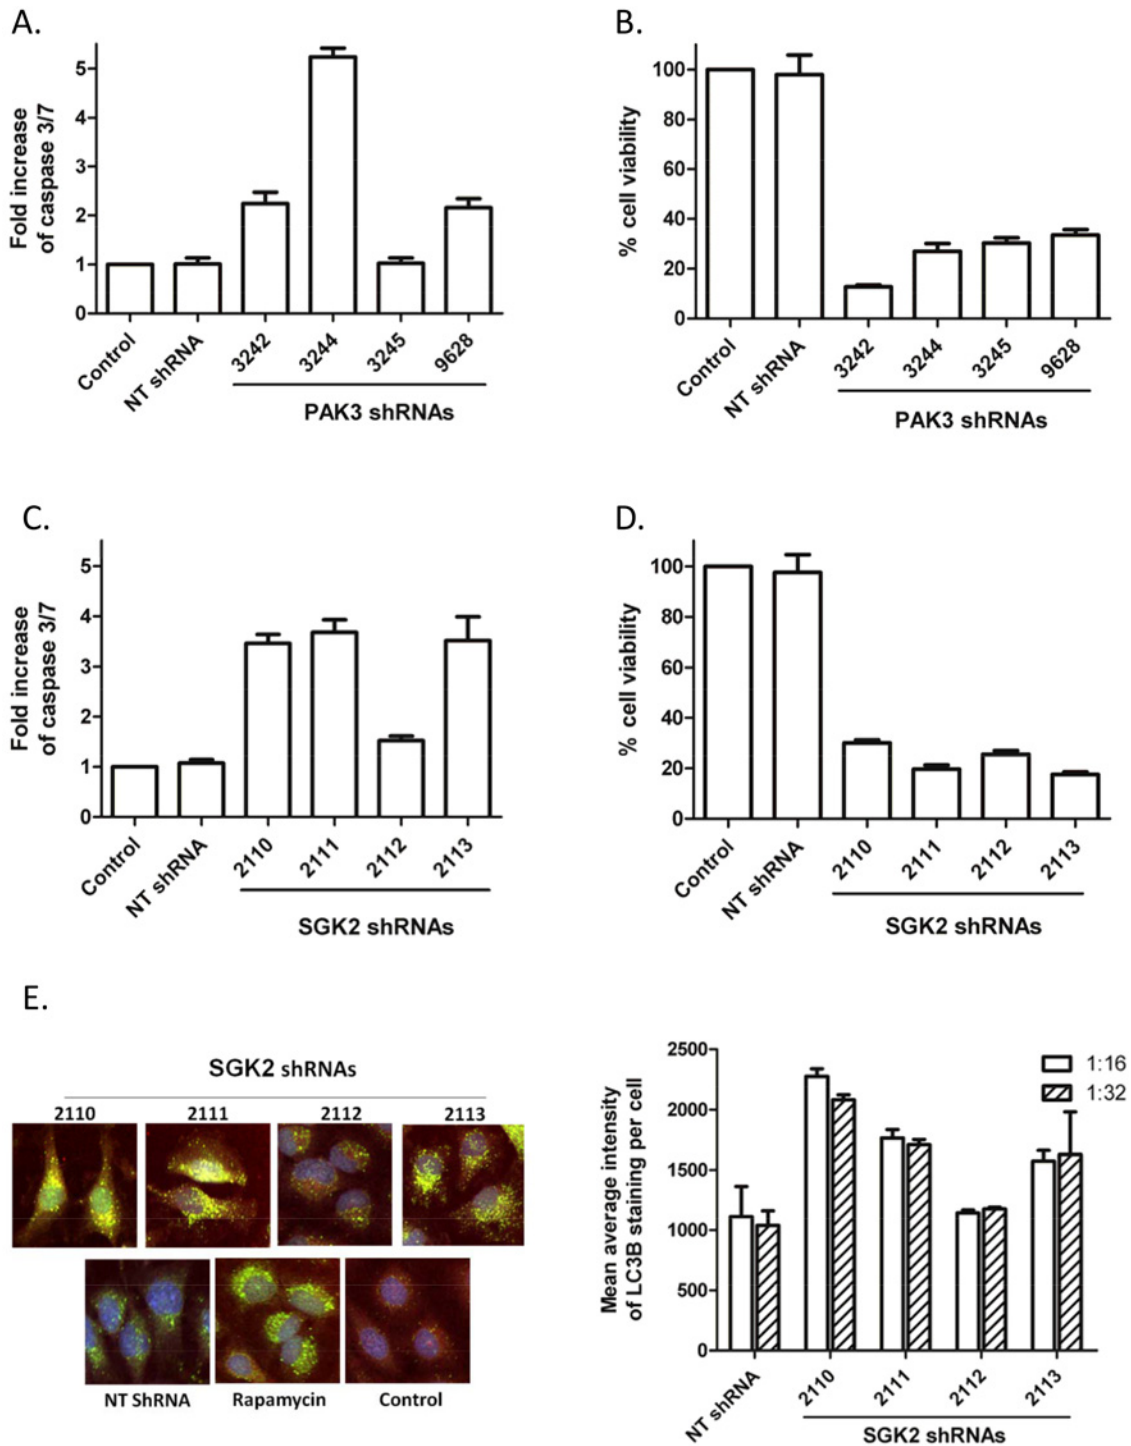 A.
Fold increase
of caspase 3/7
5
4
3
2
1
0
Control
NT shRNA
3242
3244
3245
9628
PAK3 shRNAs
B.
% cell viability
100
80
60
40
20
0
Control
NT shRNA
3242
3244
3245
9628
PAK3 shRNAs
C.
Fold increase
of caspase 3/7
5
4
3
2
1
0
Control
NT shRNA
2110
2111
2112
2113
SGK2 shRNAs
D.
% cell viability
100
80
60
40
20
0
Control
NT shRNA
2110
2111
2112
2113
SGK2 shRNAs
E.
SGK2 shRNAs
2110 2111 2112 2113
NT ShRNA Rapamycin Control
Mean average intensity
of LC3B staining per cell
2500
2000
1500
1000
500
0
1:16
1:32
NT shRNA
2110
2111
2112
2113
SGK2 shRNAs